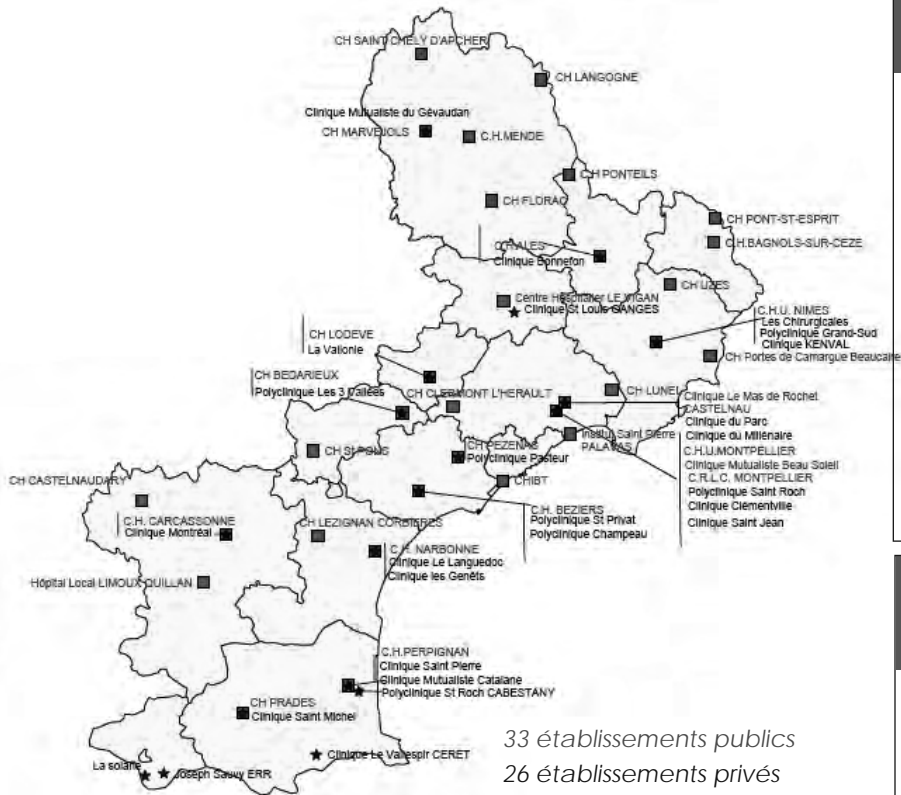 CH SAINT CHELY D'APCHER
CH LANGOGNE
Clinique Mutualiste du Gévaudan
CH MARVEJOLS
C.H.MENDE
C.H PONTEILS
CH FLORAC
CH PONT-ST-ESPRIT
C.H.BAGNOLS-SUR-CEZE
C.H ALES
Clinique Bonnefon
CH UZES
Centre Hospitalier LE VIGAN
Clinique St Louis GANGES
C.H.U. NIMES
Les Chirurgicales
Polyclinique Grand-Sud
Clinique KENVAL
CH Portes de Camargue Beaucaire
CH LODEVE
La Vallonie
CH BEDARIEUX
Polyclinique Les 3 Vallées
CH CLERMONT L'HERAULT
CH LUNEL
Clinique Le Mas de Rochet
CASTELNAU
Clinique du Parc
Clinique du Millénaire
Institut Saint Pierre
PALAVAS
C.H.U.MONTPELLIER
Clinique Mutualiste Beau Soleil
C.R.L.C. MONTPELLIER
Polyclinique Saint Roch
Clinique Clémentville
Clinique Saint Jean
CH ST PONS
CH PEZENAS
Polyclinique Pasteur
CHIBT
C.H. BEZIERS
Polyclinique St Privat
Polyclinique Champeau
CH CASTELNAUDARY
C.H. CARCASSONNE
Clinique Montréal
CH LEZIGNAN CORBIERES
C.H. NARBONNE
Clinique Le Languedoc
Clinique les Genêts
Hôpital Local LIMOUX QUILLAN
C.H.PERPIGNAN
Clinique Saint Pierre
Clinique Mutualiste Catalane
Polyclinique St Roch CABESTANY
CH PRADES
Clinique Saint Michel
Clinique Le Vallespir CERET
La solane
Joseph Sauvy ERR
33 établissements publics
26 établissements privés